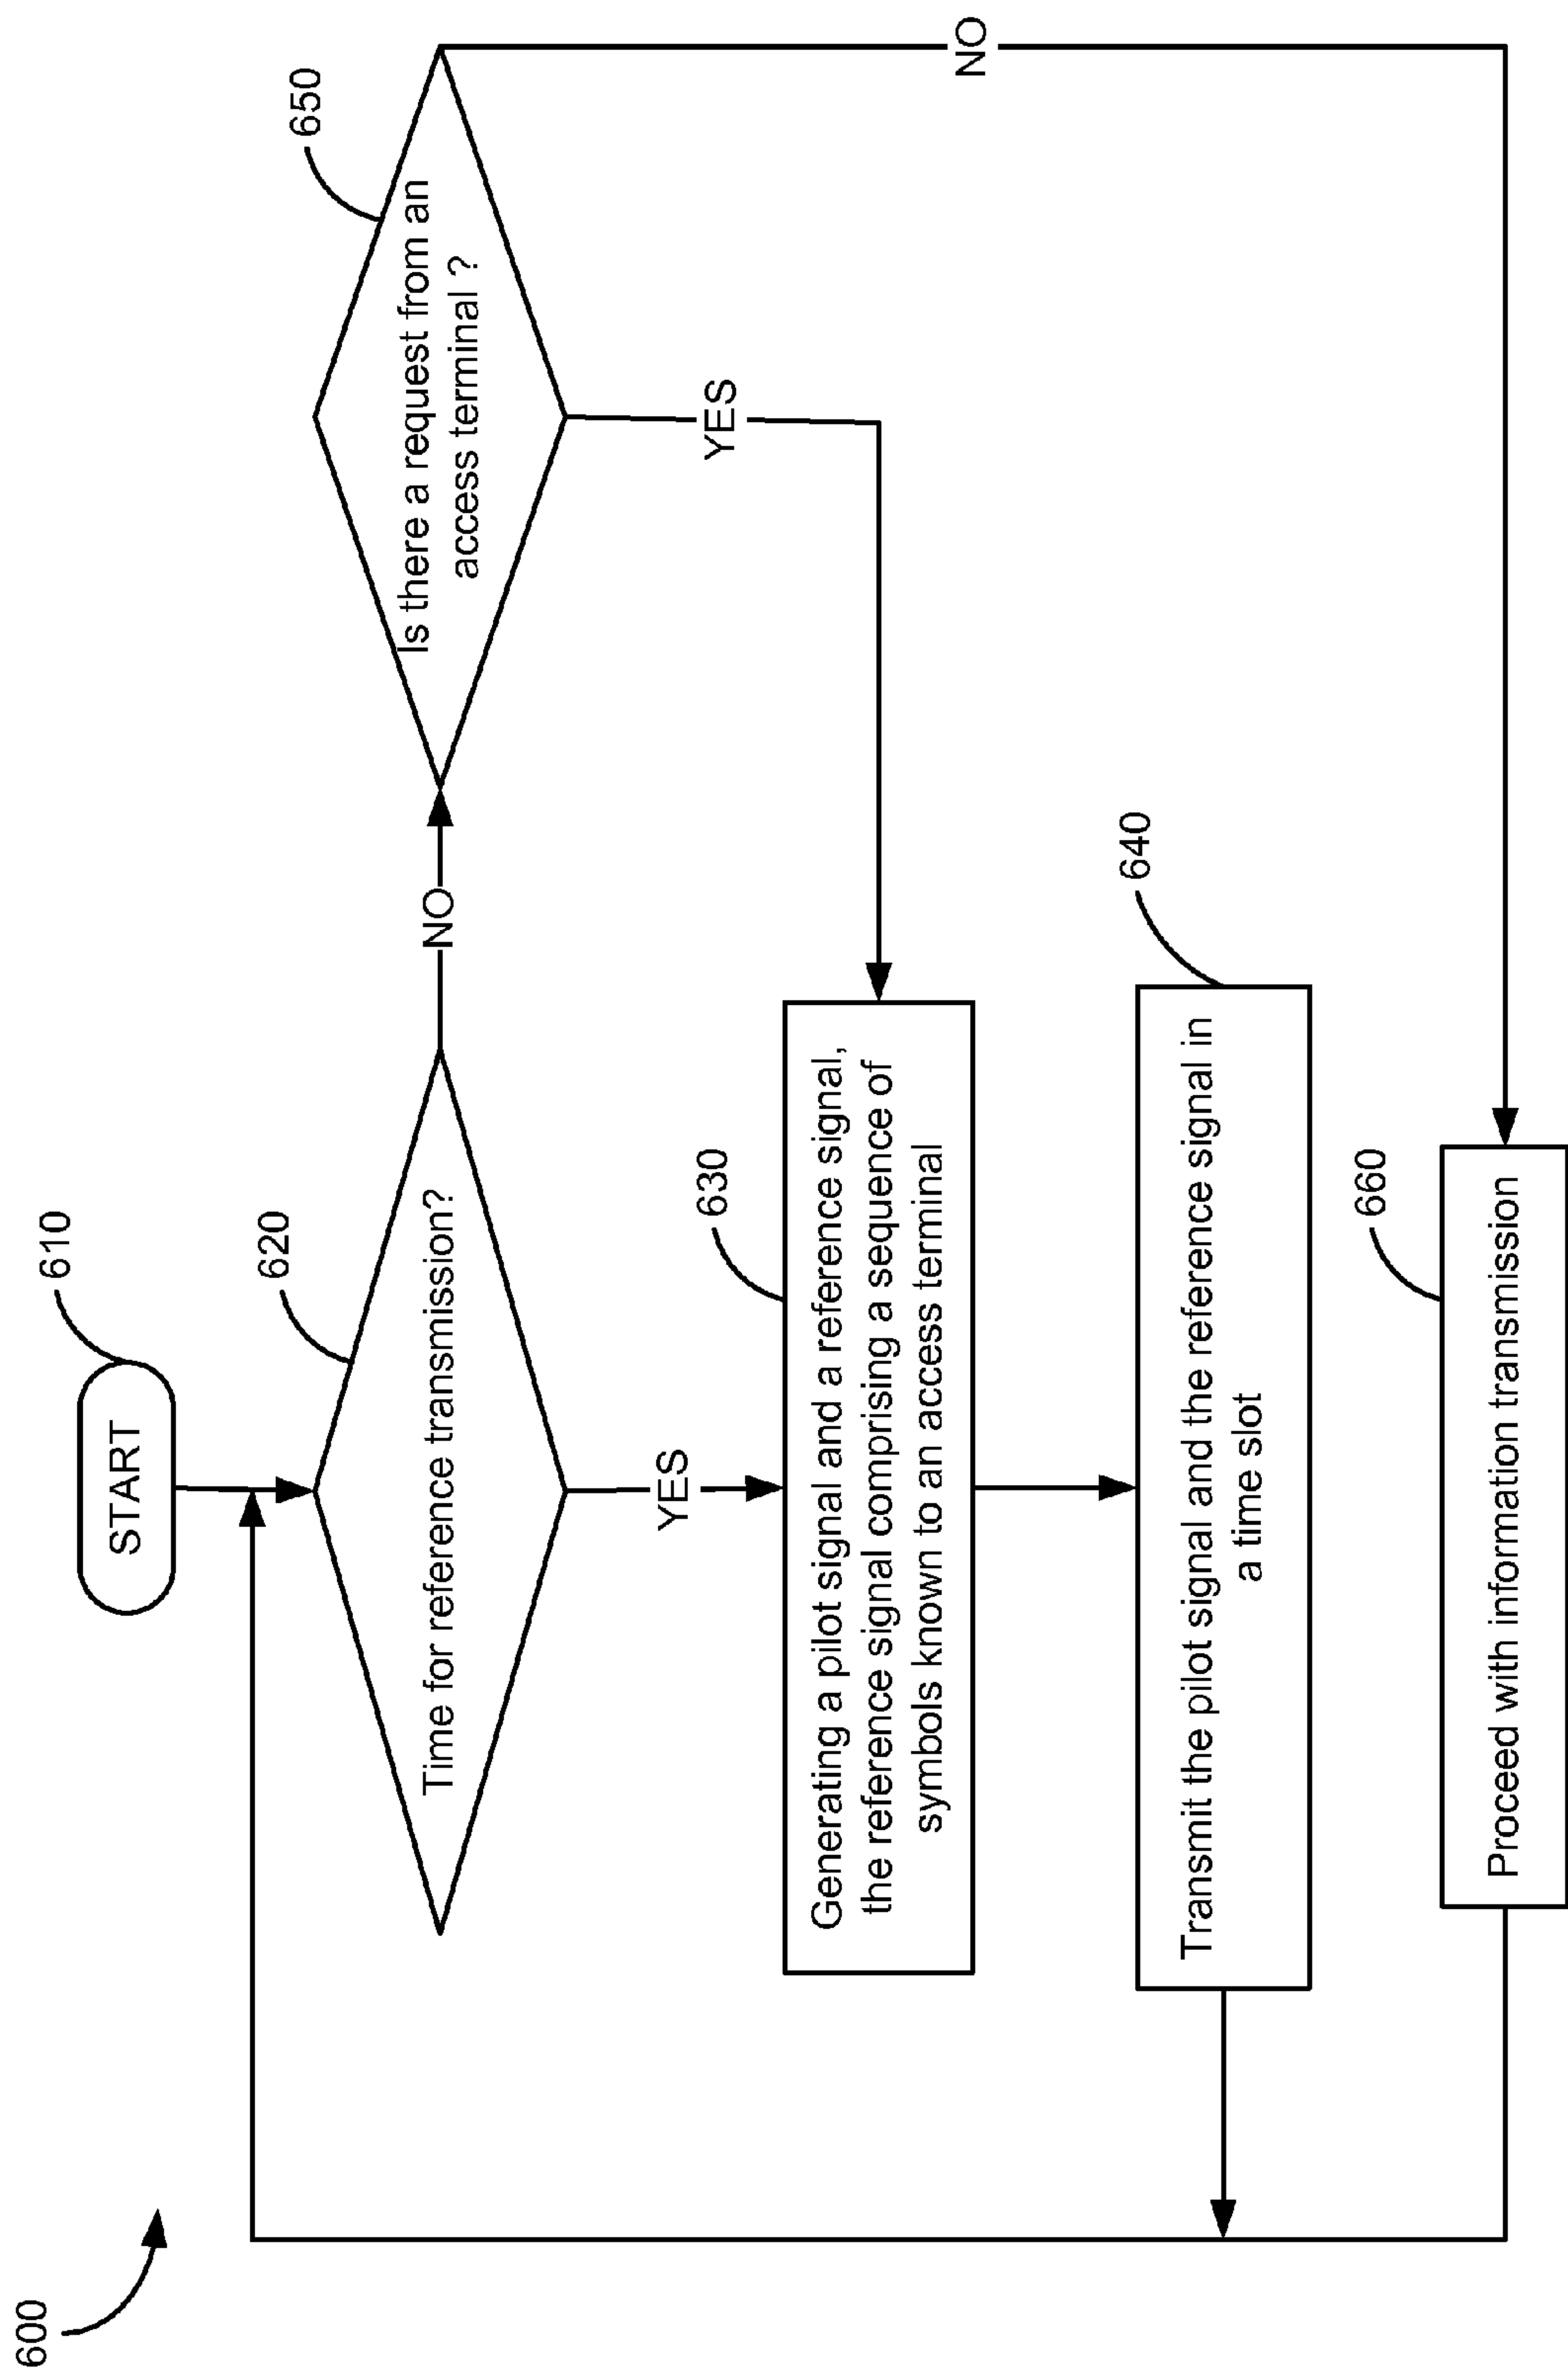 600
START
610
Time for reference transmission?
620
NO
Is there a request from an
access terminal ?
650
YES
YES
NO
Generating a pilot signal and a reference signal,
the reference signal comprising a sequence of
symbols known to an access terminal
630
Transmit the pilot signal and the reference signal in
a time slot
640
Proceed with information transmission
660